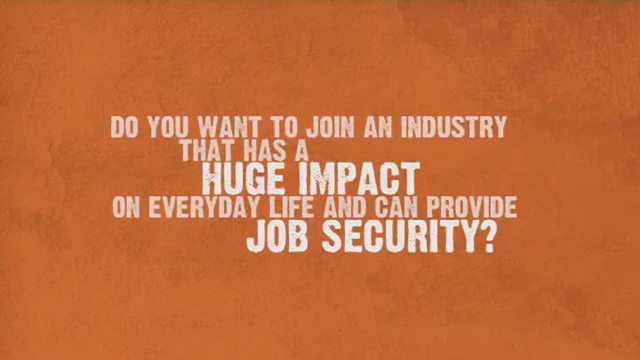 DO YOU WANT TO JOIN AN INDUSTRY
THAT HAS A
HUGE IMPACT
ON EVERYDAY LIFE AND CAN PROVIDE
JOB SECURITY?